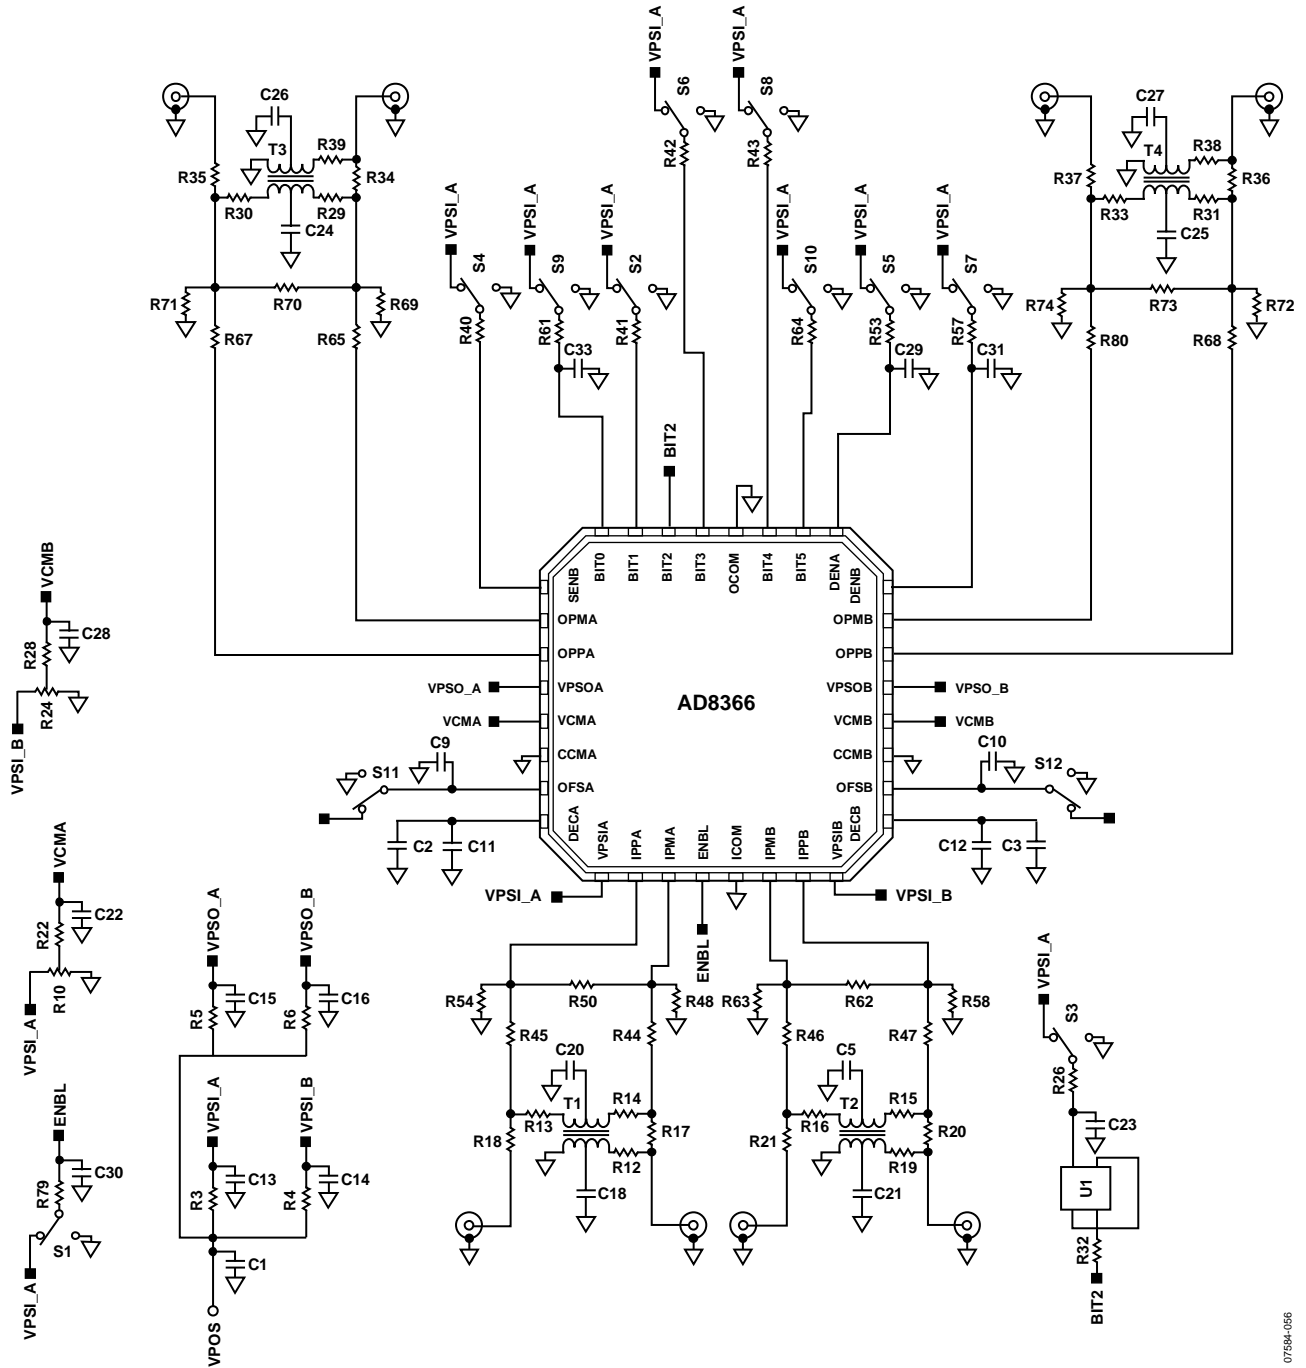 VPSI_A
VPSI_A
S6
S8
R42
R43
C26
T3
R39
R35
R34
R30
R29
C24
R71
R70
R69
R67
R65
C27
T4
R38
R37
R36
R33
R31
C25
R74
R73
R72
R80
R68
VPSI_A
VPSI_A
VPSI_A
S4
S9
S2
R40
R61
R41
C33
VPSI_A
VPSI_A
VPSI_A
S10
S5
S7
R64
R53
R57
C29
C31
BIT2
SENB
BIT0
BIT1
BIT2
BIT3
OCOM
BIT4
BIT5
DENA
DENB
OPMA
OPPA
VPSOA
VCMA
CCMA
OFSA
DECA
OPMB
OPPB
VPSOB
VCMB
CCMB
OFSB
DECB
AD8366
VPSIA
IPPA
IPMA
ENBL
ICOM
IPMB
IPPB
VPSIB
VPSO_A
VCMA
VPSO_B
VCMB
C9
S11
C2
C11
C10
S12
C12
C3
VPSI_A
VPSI_B
ENBL
VCMB
C28
R28
R24
VPSI_B
VCMA
C22
R22
R10
VPSI_A
VPSO_A
VPSO_B
C15
C16
R5
R6
VPSI_A
VPSI_B
C13
C14
R3
R4
C1
VPOS
ENBL
C30
R79
S1
VPSI_A
R54
R50
R48
R45
R44
C20
T1
R14
R13
R18
R17
R12
C18
R63
R62
R58
R46
R47
C5
T2
R15
R16
R21
R20
R19
C21
VPSI_A
S3
R26
C23
U1
R32
BIT2
07584-056